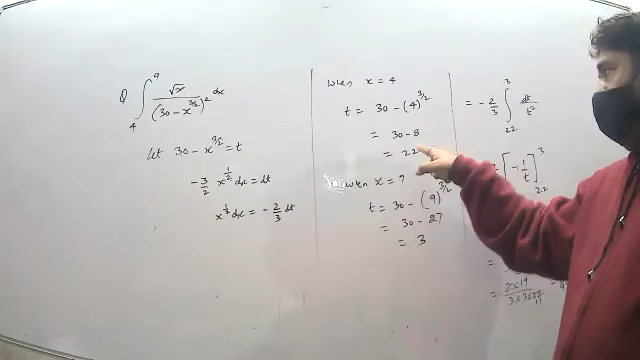 Q ∫₄⁹ √x / (30 − x^{3/2})² dx
let 30 − x^{3/2} = t
−3/2 x^{1/2} dx = dt
x^{1/2} dx = −2/3 dt
When x = 4
t = 30 − (4)^{3/2}
= 30 − 8
= 22
when x = 9
t = 30 − (9)^{3/2}
= 30 − 27
= 3
= −2/3 ∫₂₂³ dt/t²
[−1/t]₂₂³
=
= 2×19